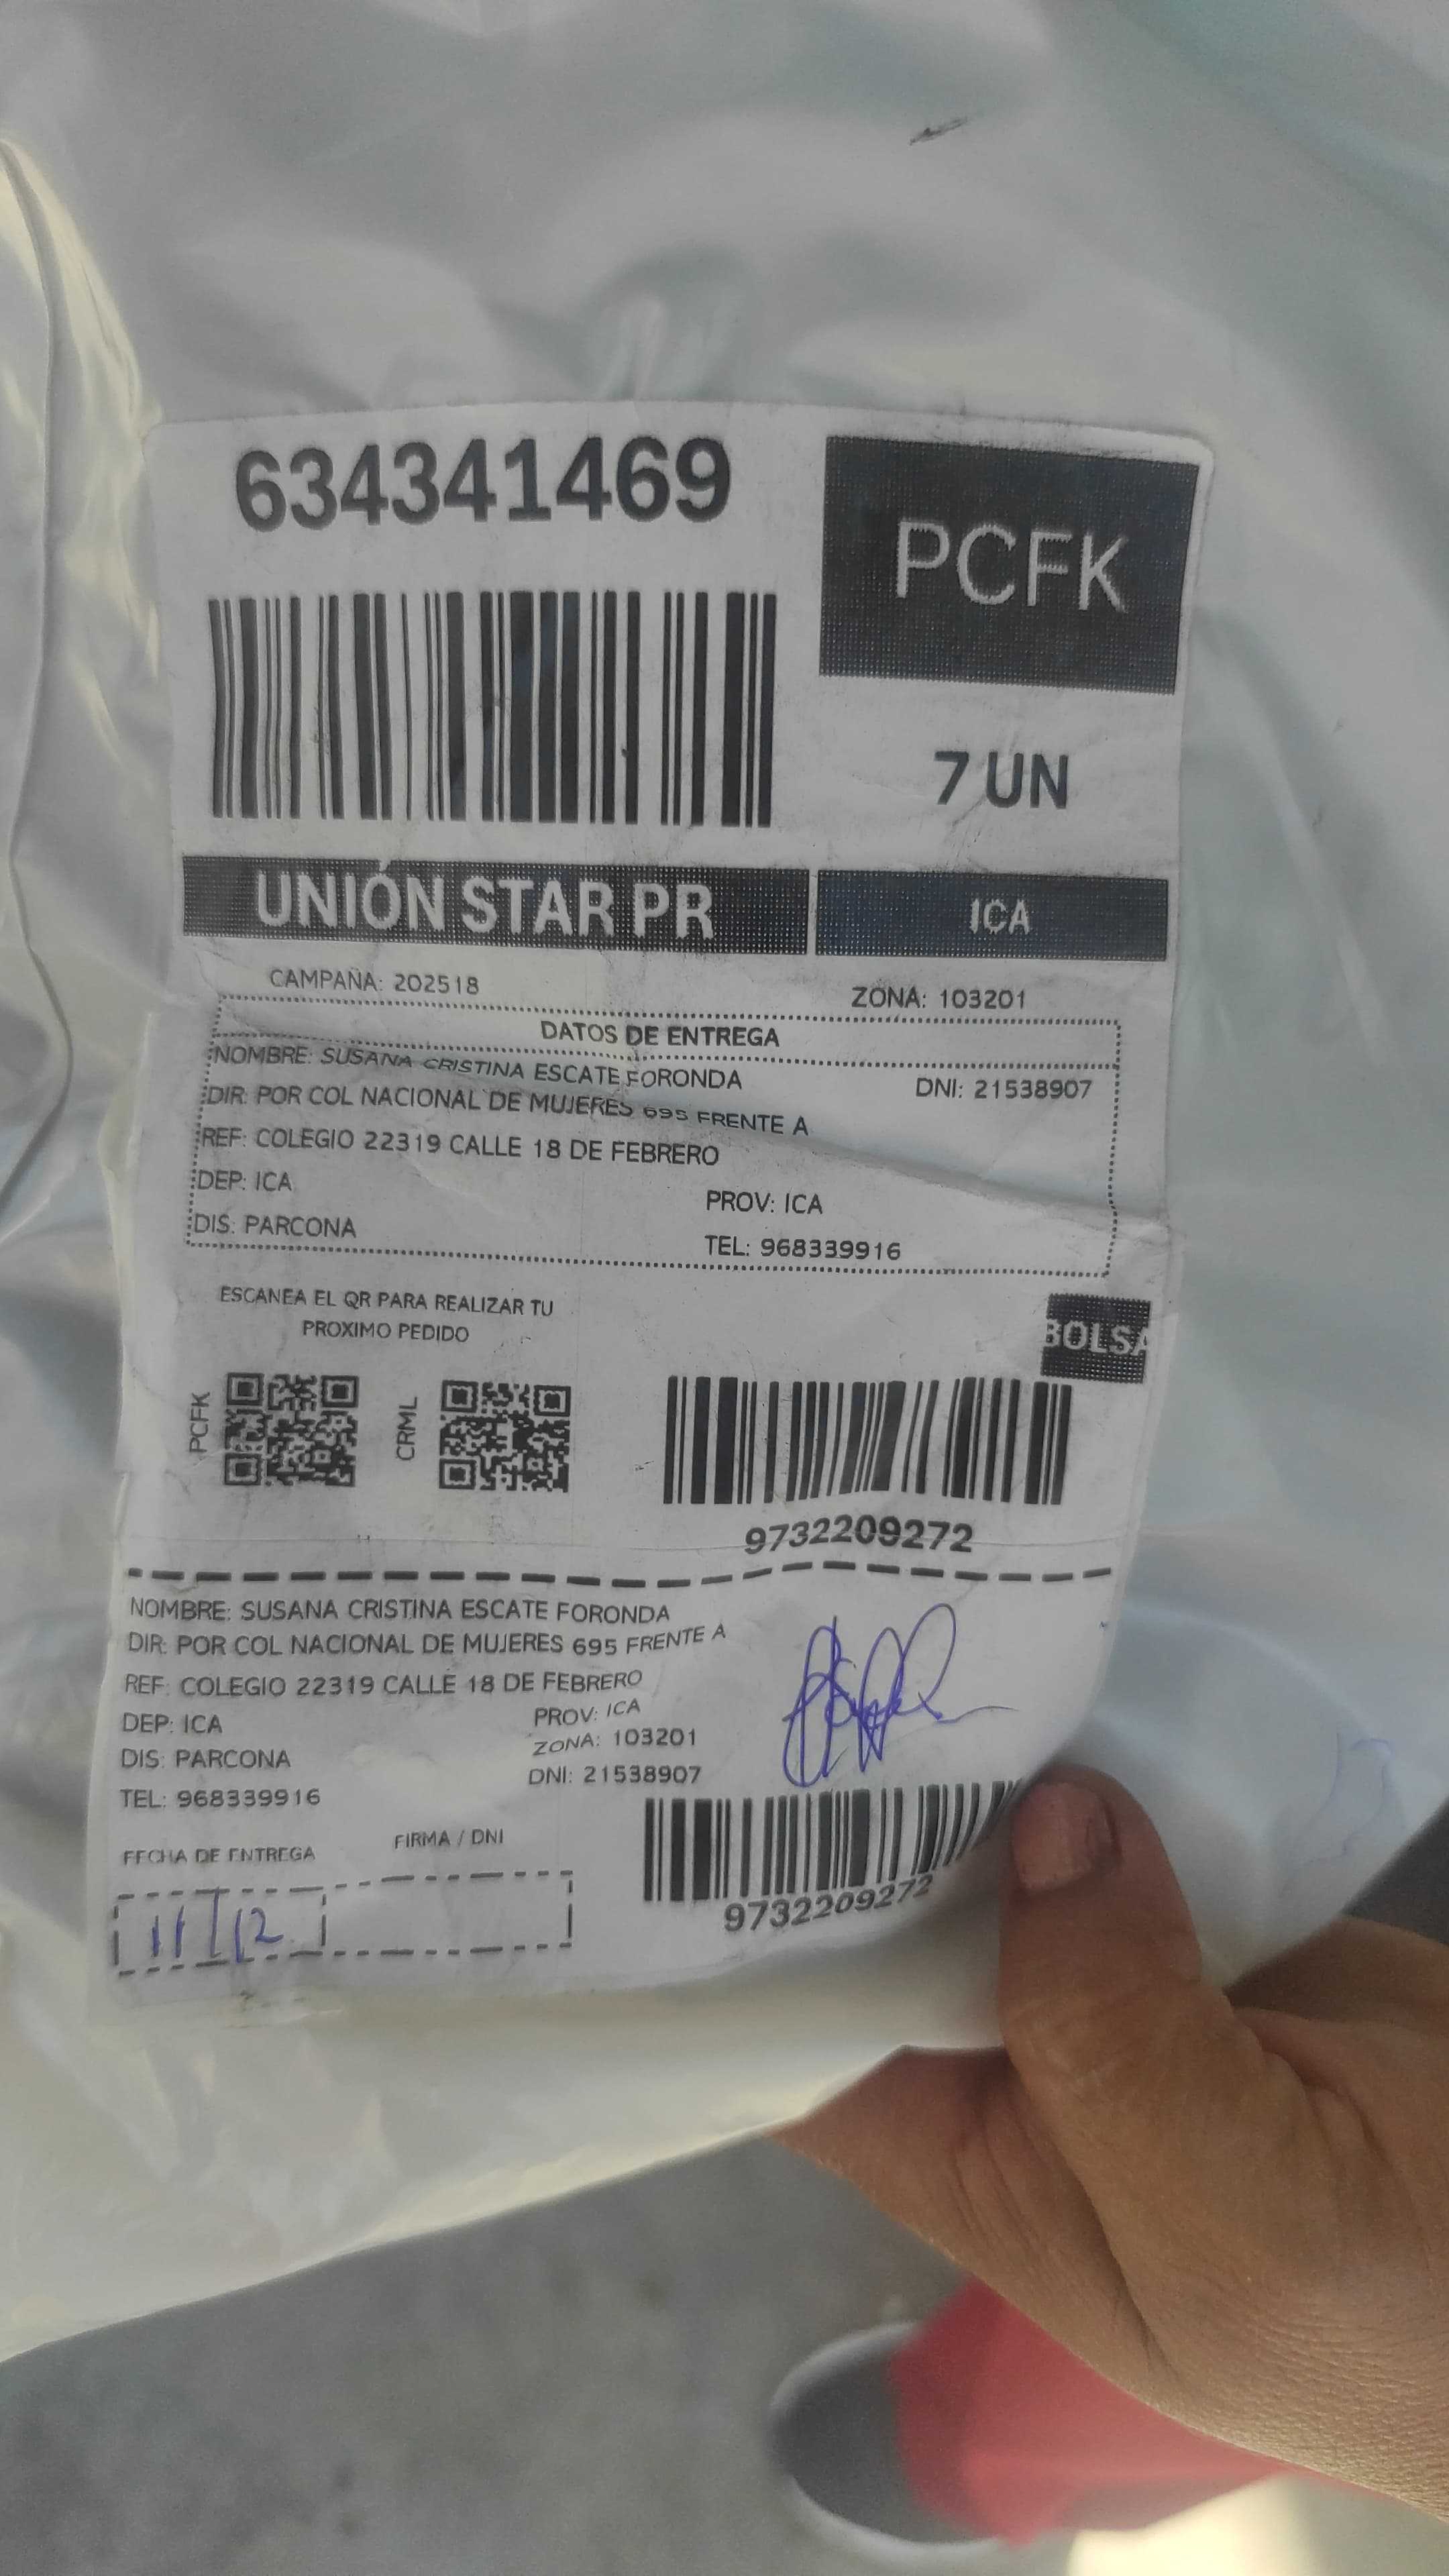 634341469
PCFK
7 UN
UNIÓN STAR PR
ICA
CAMPAÑA: 202518
ZONA: 103201
DATOS DE ENTREGA
NOMBRE: SUSANA CRISTINA ESCATE FORONDA
DNI: 21538907
DIR: POR COL NACIONAL DE MUJERES 695 FRENTE A
REF: COLEGIO 22319 CALLE 18 DE FEBRERO
DEP: ICA
PROV: ICA
DIS: PARCONA
TEL: 968339916
ESCANEA EL QR PARA REALIZAR TU
PROXIMO PEDIDO
BOLSA
PCFK
CRML
9732209272
NOMBRE: SUSANA CRISTINA ESCATE FORONDA
DIR: POR COL NACIONAL DE MUJERES 695 FRENTE A
REF: COLEGIO 22319 CALLE 18 DE FEBRERO
DEP: ICA
PROV: ICA
DIS: PARCONA
ZONA: 103201
TEL: 968339916
DNI: 21538907
FECHA DE ENTREGA
FIRMA / DNI
11/12
9732209272